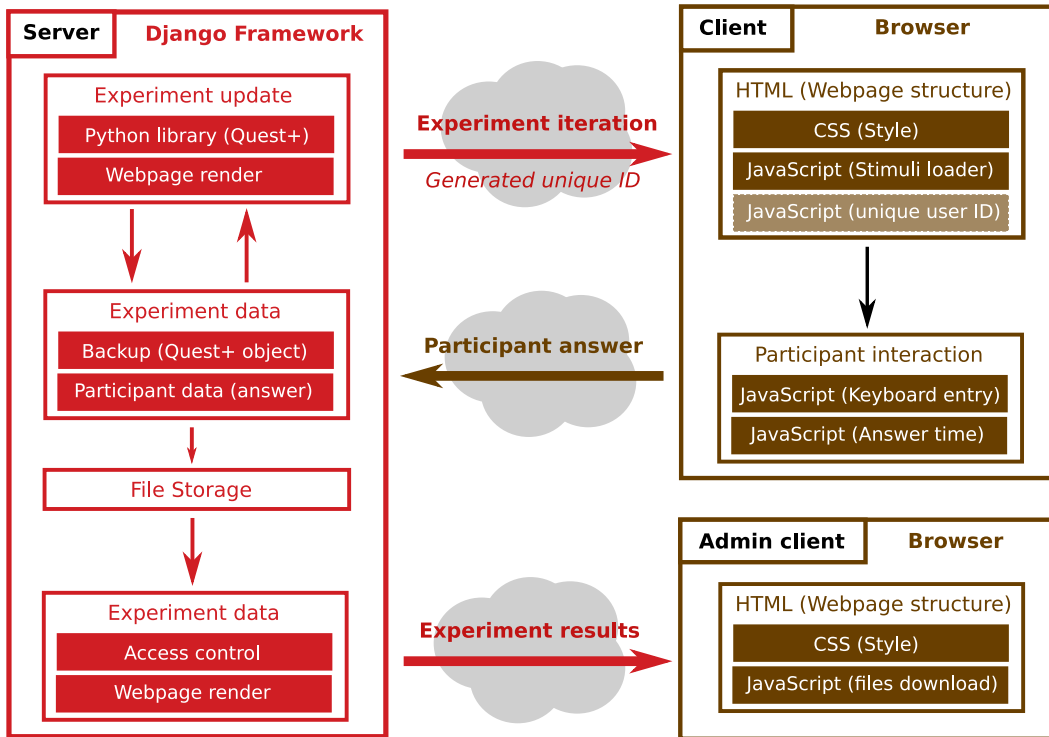 Server
Django Framework
Experiment update
Python library (Quest+)
Webpage render
Experiment data
Backup (Quest+ object)
Participant data (answer)
File Storage
Experiment data
Access control
Webpage render
Experiment iteration
Generated unique ID
Participant answer
Experiment results
Client
Browser
HTML (Webpage structure)
CSS (Style)
JavaScript (Stimuli loader)
JavaScript (unique user ID)
Participant interaction
JavaScript (Keyboard entry)
JavaScript (Answer time)
Admin client
Browser
HTML (Webpage structure)
CSS (Style)
JavaScript (files download)